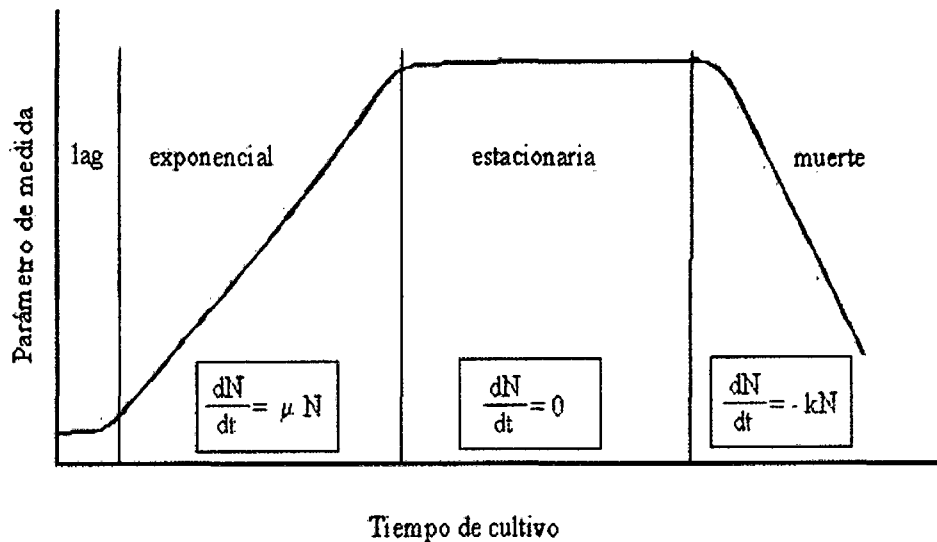 Parámetro de medida
lag
exponencial
estacionaria
muerte
dN/dt = μ N
dN/dt = 0
dN/dt = - kN
Tiempo de cultivo